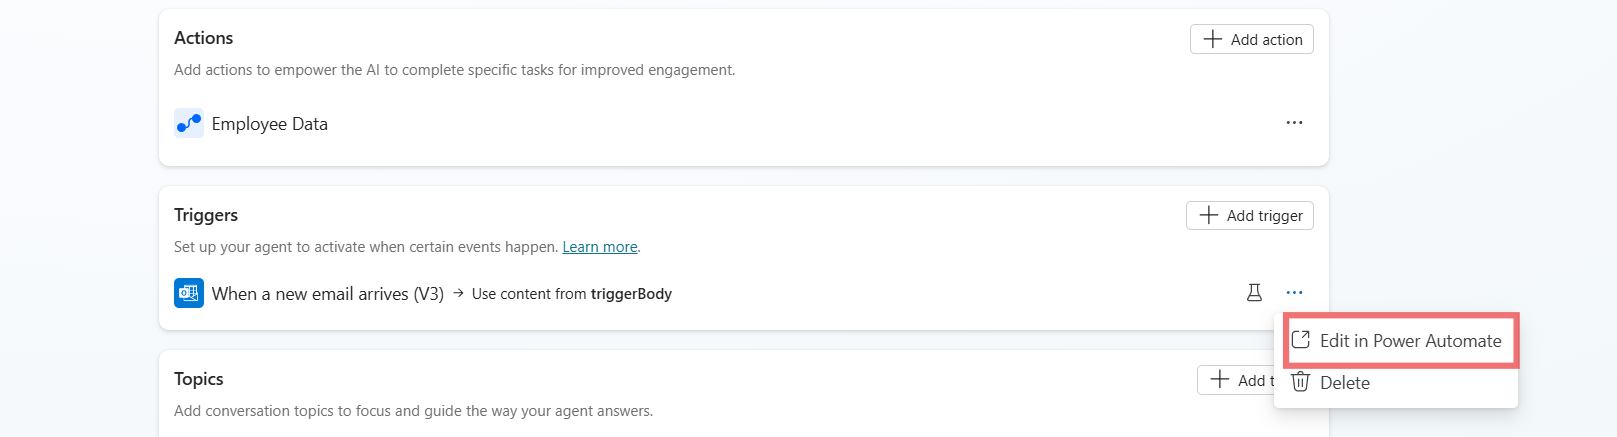 Actions
Add action
Add actions to empower the AI to complete specific tasks for improved engagement.
Employee Data
Triggers
Add trigger
Set up your agent to activate when certain events happen. Learn more.
When a new email arrives (V3) → Use content from triggerBody
Edit in Power Automate
Delete
Topics
Add
Add conversation topics to focus and guide the way your agent answers.